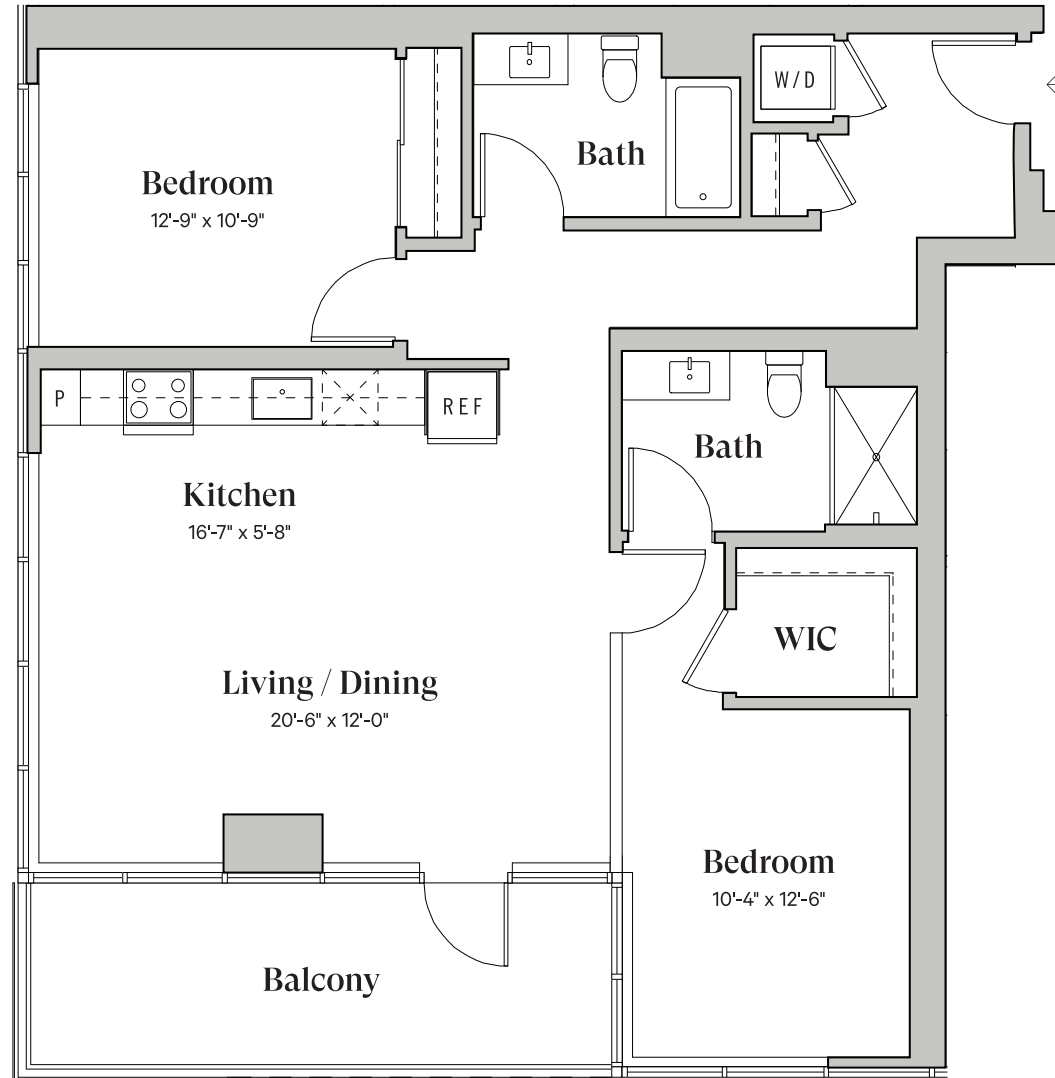 W/D
Bath
Bedroom
12'-9" x 10'-9"
P
REF
Bath
Kitchen
16'-7" x 5'-8"
WIC
Living / Dining
20'-6" x 12'-0"
Bedroom
10'-4" x 12'-6"
Balcony